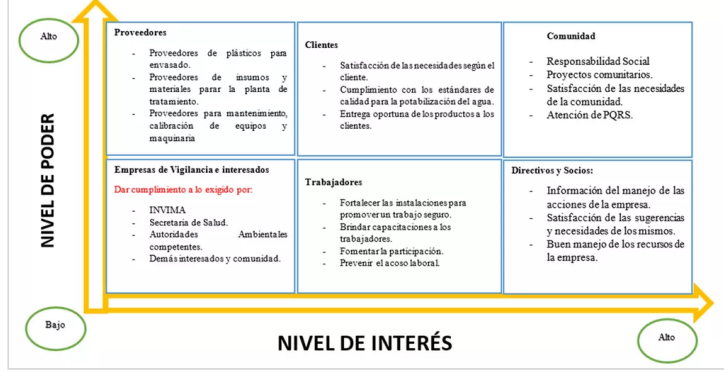 Alto
NIVEL DE PODER
Bajo
Proveedores
- Proveedores de plásticos para
envasado.
- Proveedores de insumos y
materiales parar la planta de
tratamiento.
- Proveedores para mantenimiento,
calibración de equipos y
maquinaria
Clientes
- Satisfacción de las necesidades según el
cliente.
- Cumplimiento con los estándares de
calidad para la potabilización del agua.
- Entrega oportuna de los productos a los
clientes.
Comunidad
- Responsabilidad Social
- Proyectos comunitarios.
- Satisfacción de las necesidades
de la comunidad.
- Atención de PQRS.
Empresas de Vigilancia e interesados
Dar cumplimiento a lo exigido por:
- INVIMA
- Secretaria de Salud.
- Autoridades Ambientales
competentes.
- Demás interesados y comunidad.
Trabajadores
- Fortalecer las instalaciones para
promover un trabajo seguro.
- Brindar capacitaciones a los
trabajadores.
- Fomentar la participación.
- Prevenir el acoso laboral.
Directivos y Socios:
- Información del manejo de las
acciones de la empresa.
- Satisfacción de las sugerencias
y necesidades de los mismos.
- Buen manejo de los recursos de
la empresa.
NIVEL DE INTERÉS
Alto